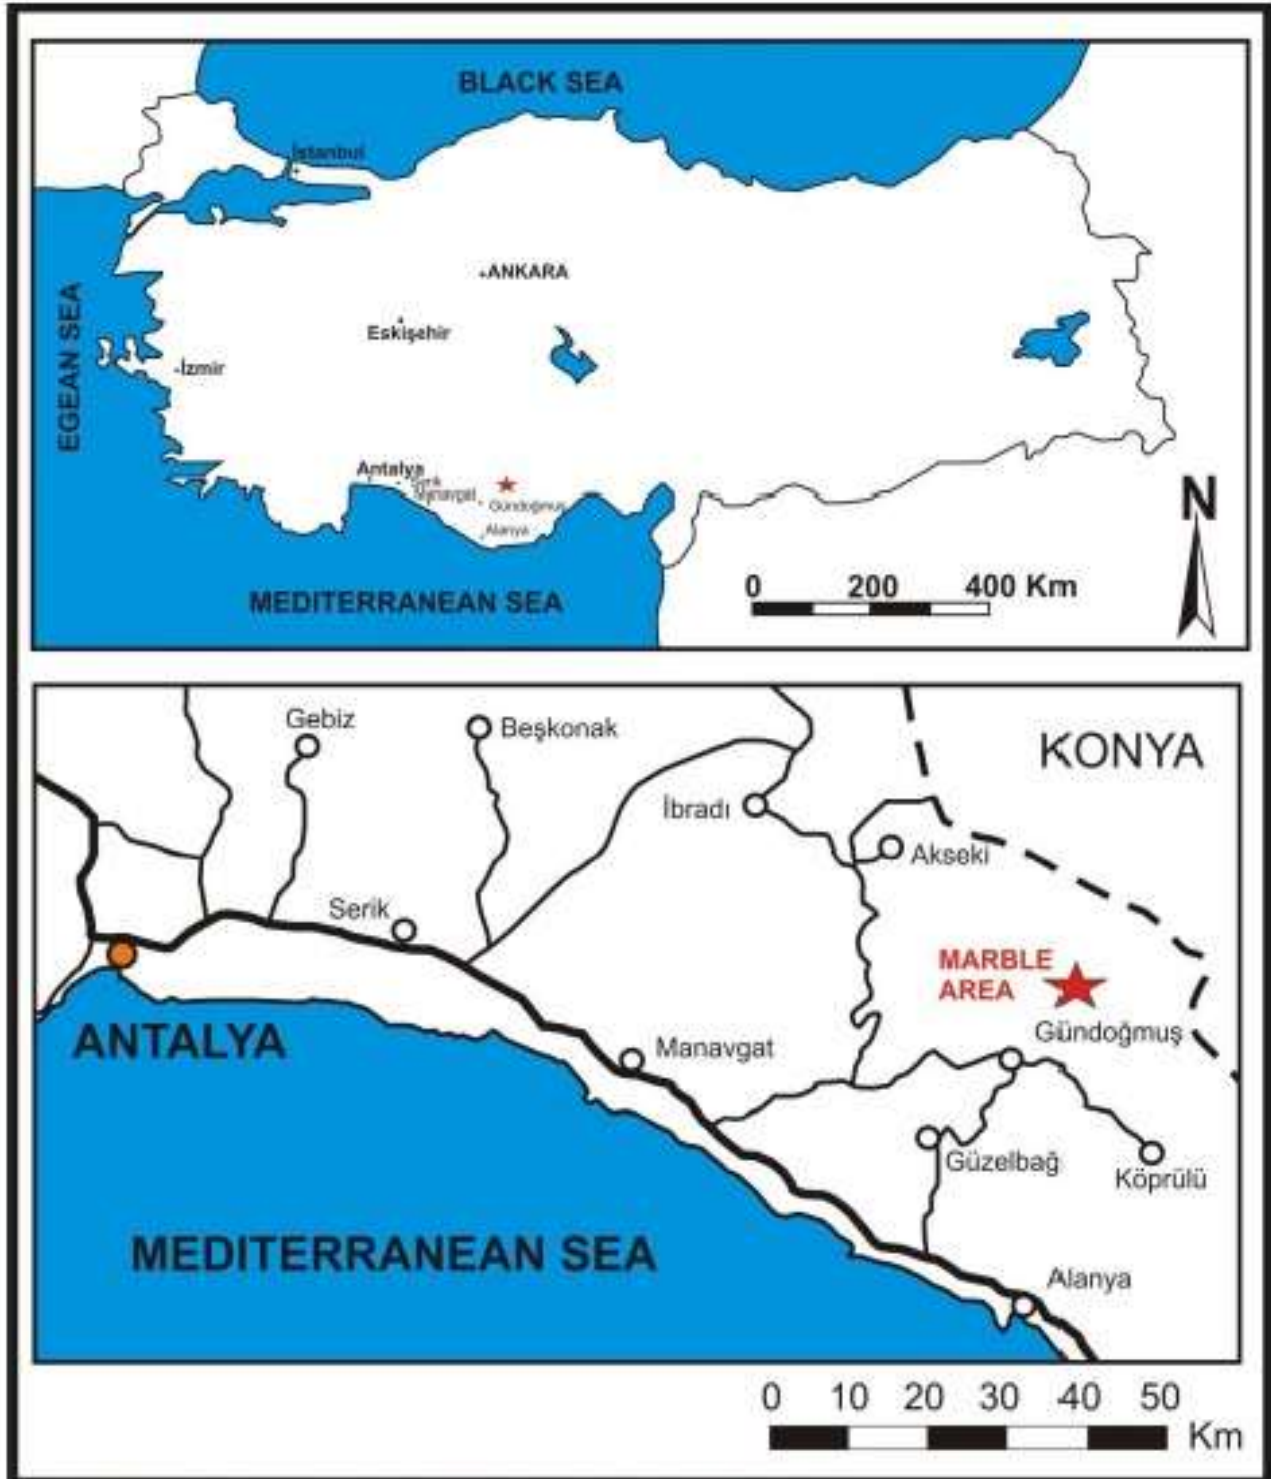 BLACK SEA
İstanbul
ANKARA
Eskişehir
EGEAN SEA
İzmir
Antalya
Serik
Manavgat
Gündoğmuş
Alanya
N
MEDITERRANEAN SEA
0 200 400 Km
Gebiz
Beşkonak
KONYA
İbradı
Akseki
Serik
MARBLE
AREA
Gündoğmuş
ANTALYA
Manavgat
Güzelbağ
Köprülü
MEDITERRANEAN SEA
Alanya
0 10 20 30 40 50
Km